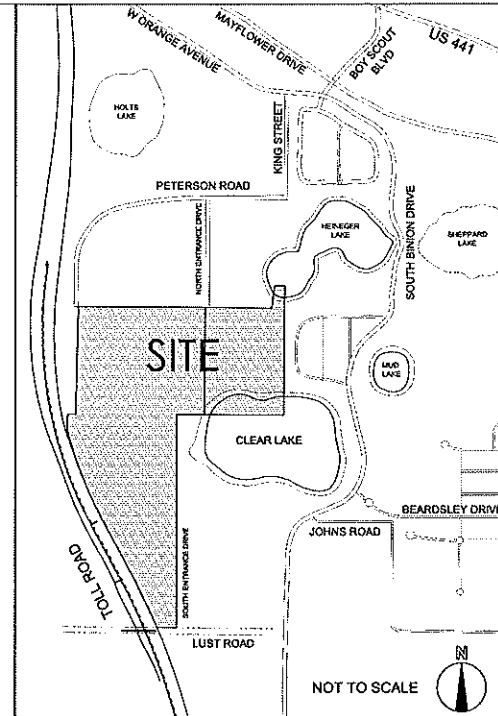 W ORANGE AVENUE
MAYFLOWER DRIVE
BOY SCOUT
BLVD
US 441
HOLTS
LAKE
KING STREET
PETERSON ROAD
NORTH ENTRANCE DRIVE
HEINEGER
LAKE
SOUTH BINION DRIVE
SHEPPARD
LAKE
SITE
MUD
LAKE
CLEAR LAKE
BEARDSLEY DRIVE
JOHNS ROAD
TOLL ROAD
SOUTH ENTRANCE DRIVE
LUST ROAD
NOT TO SCALE
N